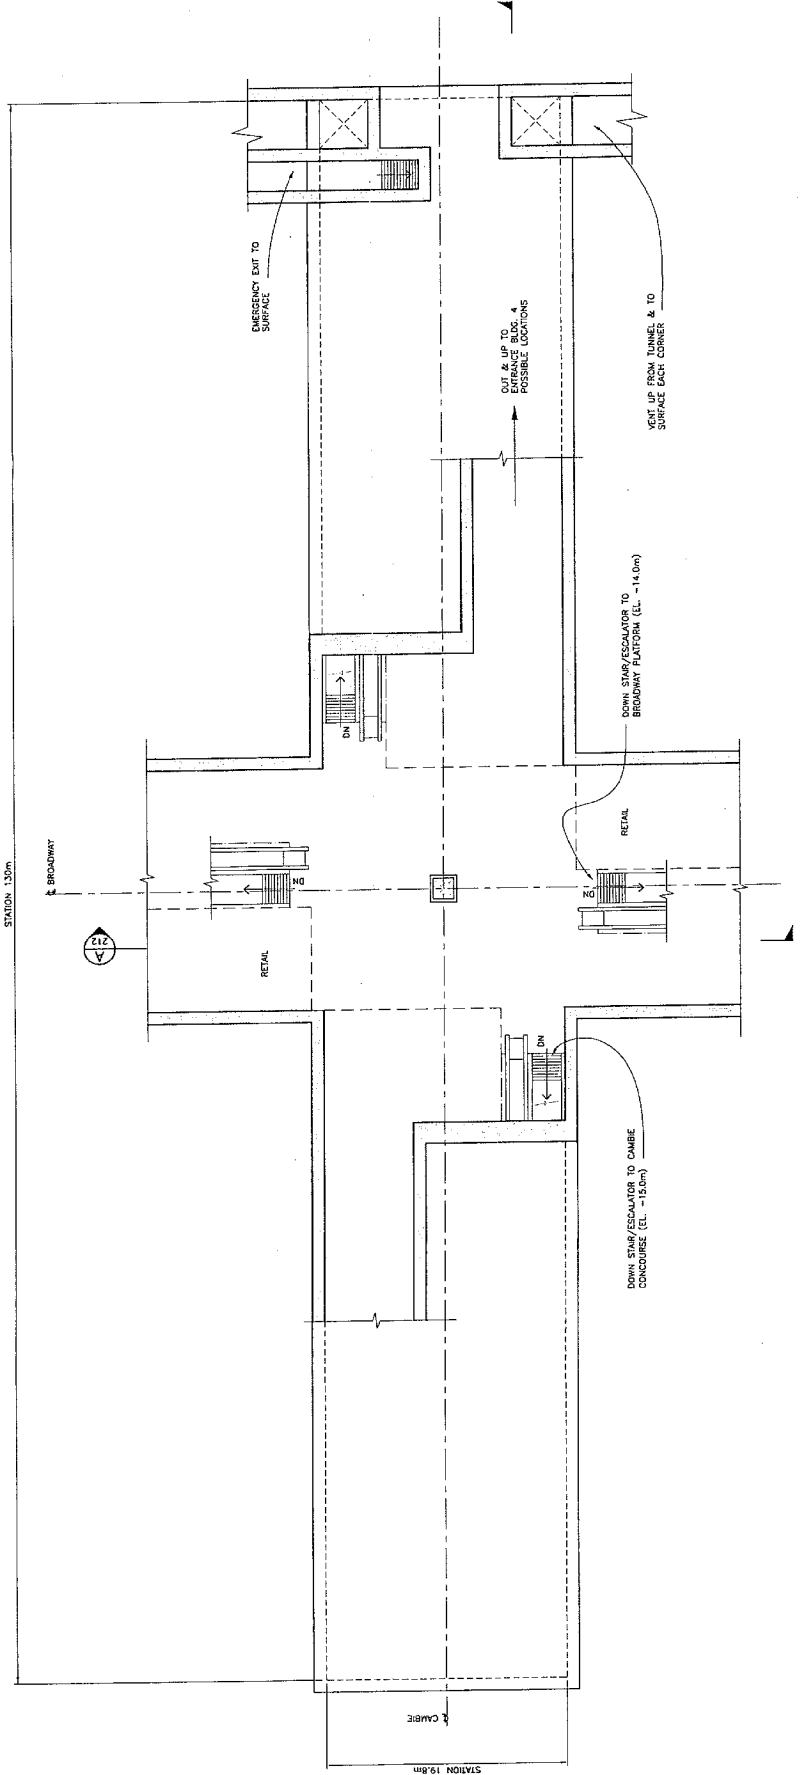 EMERGENCY EXIT TO
SURFACE
OUT & UP TO
ENTRANCE BLDG. 4
POSSIBLE LOCATIONS
VENT UP FROM TUNNEL & TO
SURFACE EACH CORNER
STATION 130m
DN
DOWN STAIR/ESCALATOR TO
BROADWAY PLATFORM (EL. -14.0m)
℄ BROADWAY
DN
RETAIL
DN
A
212
RETAIL
DN
DOWN STAIR/ESCALATOR TO CAMBIE
CONCOURSE (EL. -15.0m)
℄ CAMBIE
STATION 19.8m